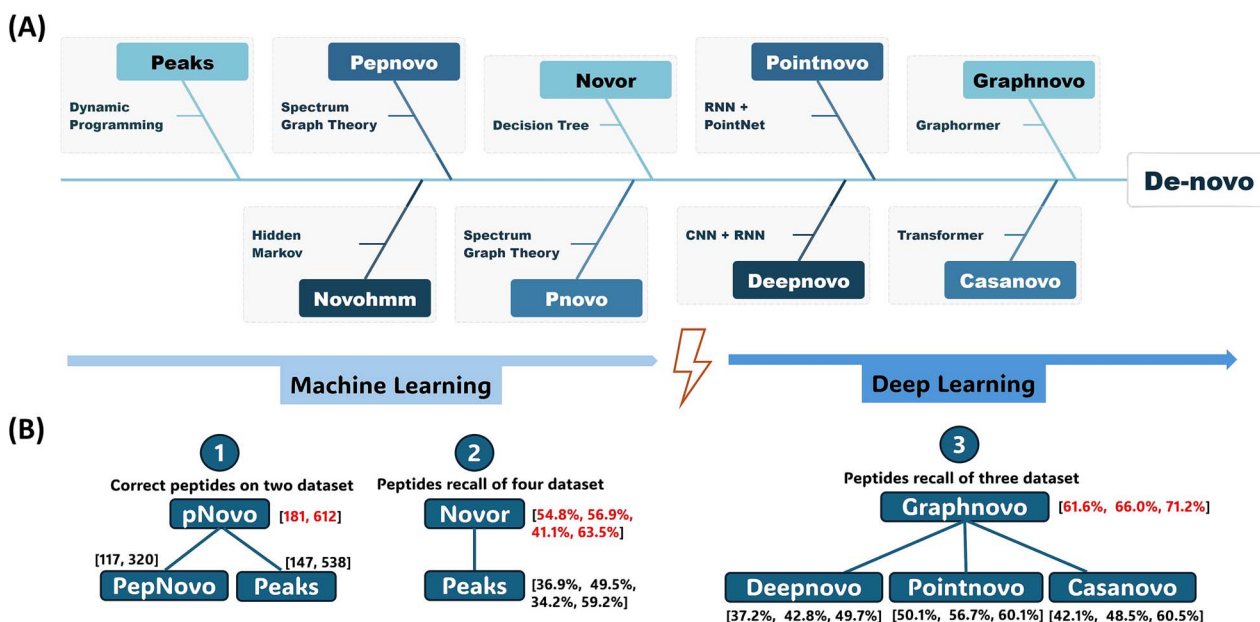 (A)
Peaks
Dynamic
Programming
Pepnovo
Spectrum
Graph Theory
Novor
Decision Tree
Pointnovo
RNN +
PointNet
Graphnovo
Graphormer
De-novo
Hidden
Markov
Novohmm
Spectrum
Graph Theory
Pnovo
CNN + RNN
Deepnovo
Transformer
Casanovo
Machine Learning
Deep Learning
(B)
1
Correct peptides on two dataset
pNovo
[181, 612]
[117, 320]
[147, 538]
PepNovo
Peaks
2
Peptides recall of four dataset
Novor
[54.8%, 56.9%,
41.1%, 63.5%]
Peaks
[36.9%, 49.5%,
34.2%, 59.2%]
3
Peptides recall of three dataset
Graphnovo
[61.6%, 66.0%, 71.2%]
Deepnovo
Pointnovo
Casanovo
[37.2%, 42.8%, 49.7%]
[50.1%, 56.7%, 60.1%]
[42.1%, 48.5%, 60.5%]